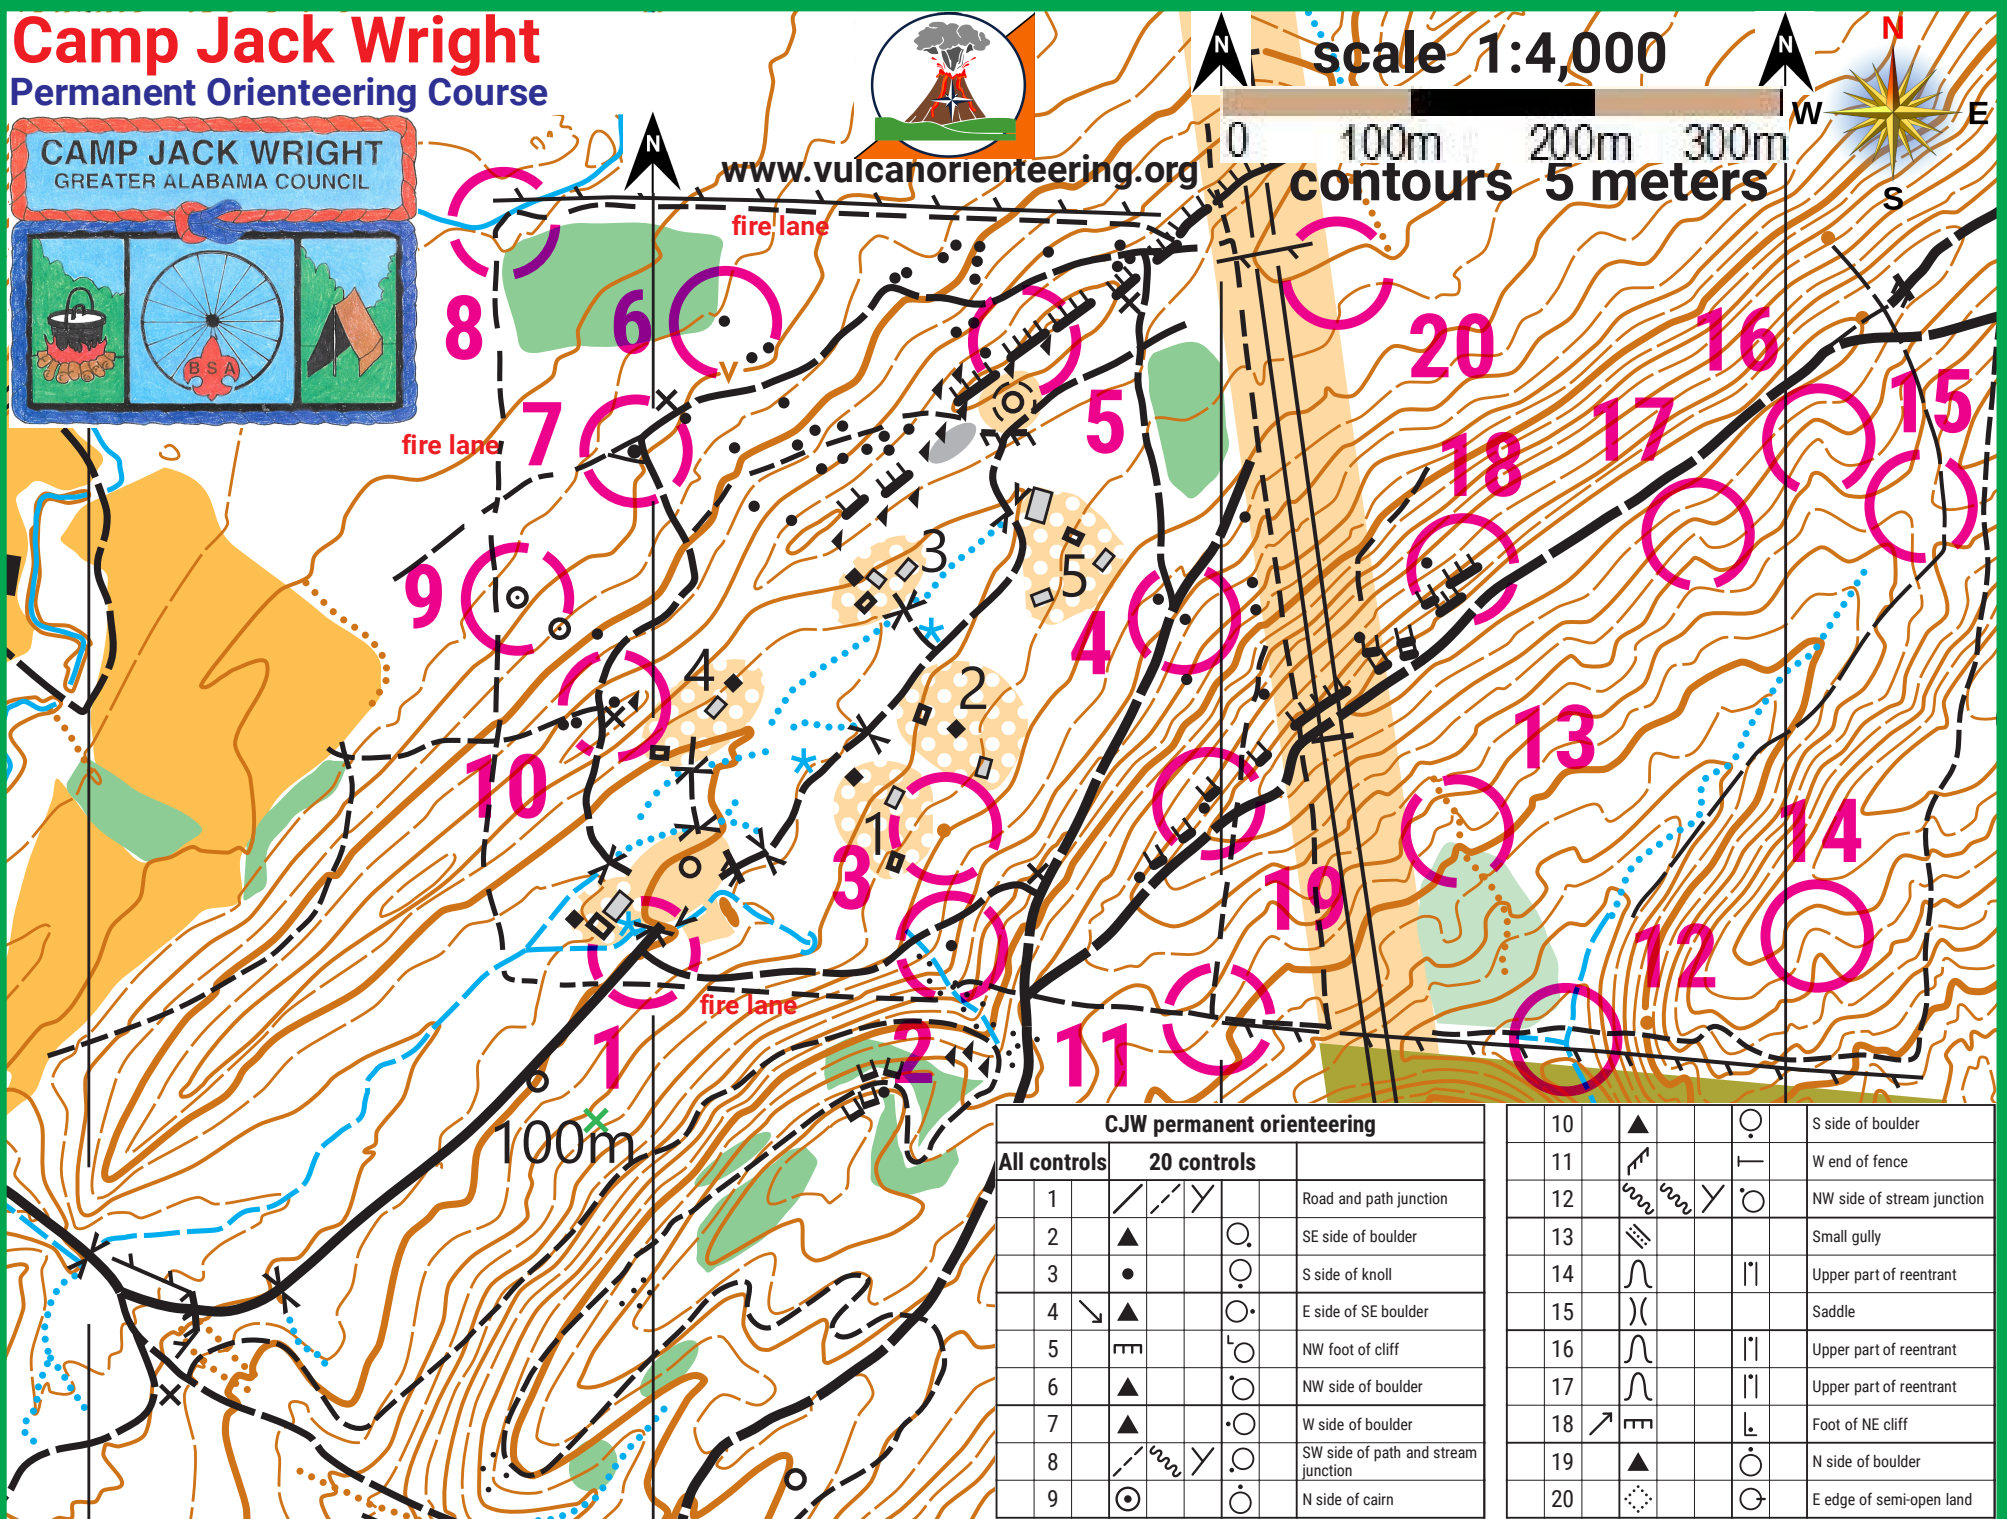 Camp Jack Wright
Permanent Orienteering Course
CAMP JACK WRIGHT
GREATER ALABAMA COUNCIL
B S A
www.vulcanorienteering.org
N
N
N
scale 1:4,000
0 100m 200m 300m
contours 5 meters
N
W E
S
fire lane
fire lane
fire lane
8
6
7
5
20
16
15
17
18
9
4
10
3
13
14
19
12
1
2
11
3
5
4
2
1
100m
CJW permanent orienteering
All controls 20 controls
1 Road and path junction
2 SE side of boulder
3 S side of knoll
4 E side of SE boulder
5 NW foot of cliff
6 NW side of boulder
7 W side of boulder
8 SW side of path and stream junction
9 N side of cairn
10 S side of boulder
11 W end of fence
12 NW side of stream junction
13 Small gully
14 Upper part of reentrant
15 Saddle
16 Upper part of reentrant
17 Upper part of reentrant
18 Foot of NE cliff
19 N side of boulder
20 E edge of semi-open land